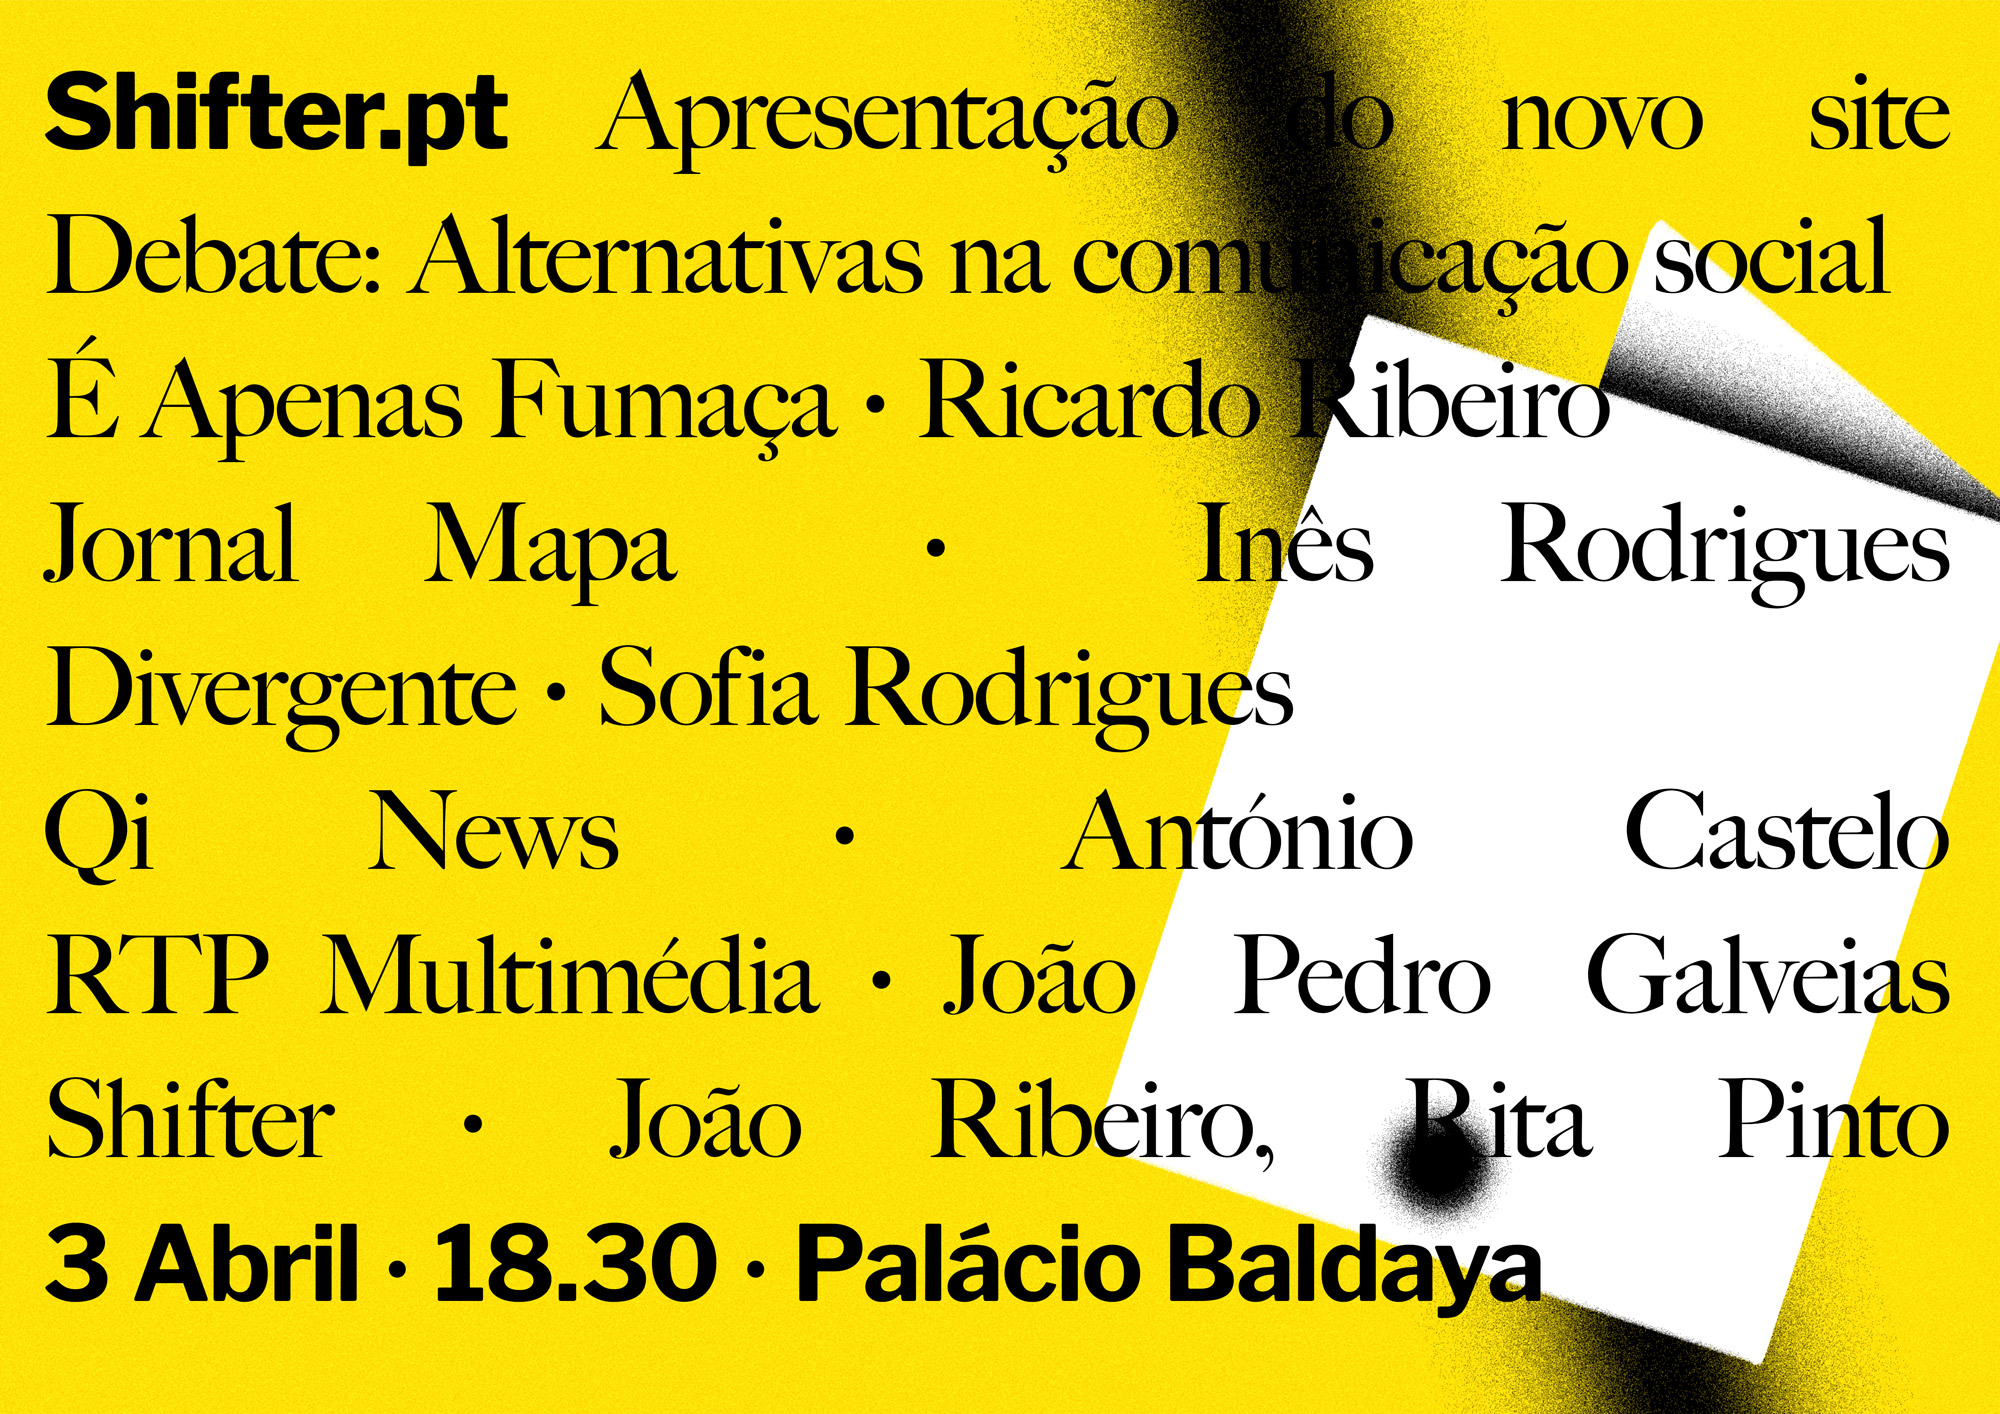 Shifter.pt Apresentação do novo site
Debate: Alternativas na comunicação social
É Apenas Fumaça • Ricardo Ribeiro
Jornal Mapa • Inês Rodrigues
Divergente • Sofia Rodrigues
Qi News • António Castelo
RTP Multimédia • João Pedro Galveias
Shifter • João Ribeiro, Rita Pinto
3 Abril • 18.30 • Palácio Baldaya